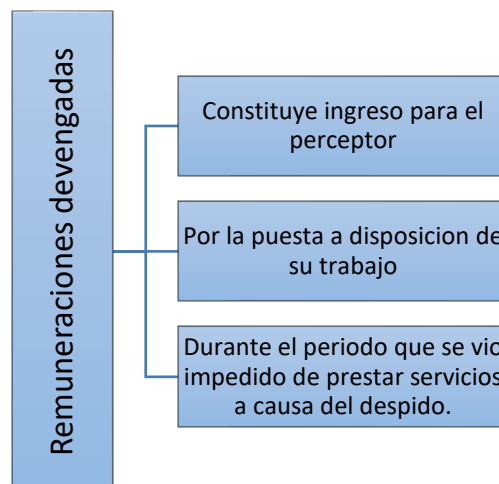 Remuneraciones devengadas
Constituye ingreso para el
perceptor
Por la puesta a disposicion de
su trabajo
Durante el periodo que se vio
impedido de prestar servicios
a causa del despido.